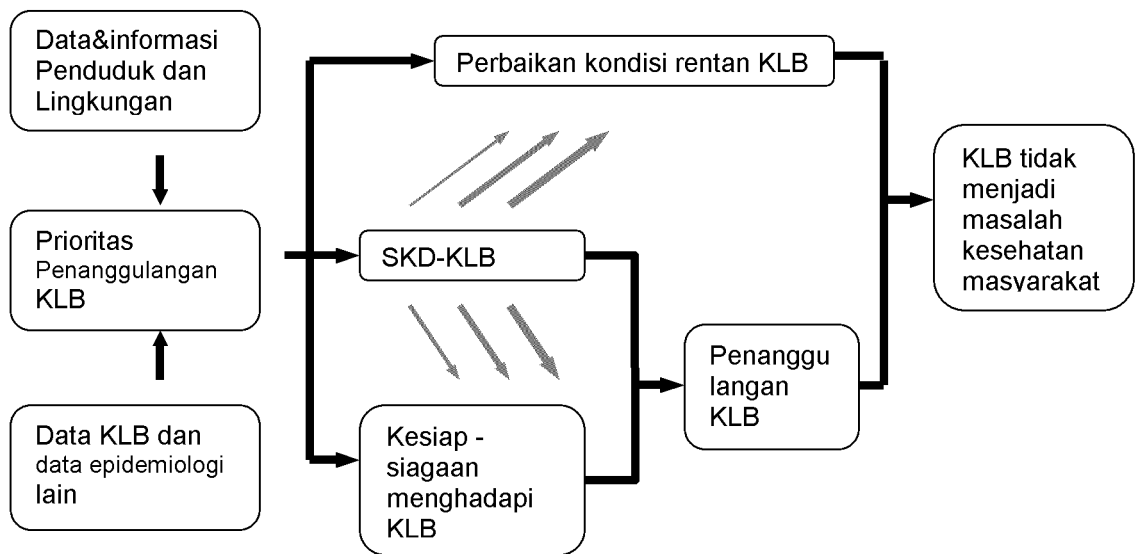 Data&informasi
Penduduk dan
Lingkungan
Prioritas
Penanggulangan
KLB
Data KLB dan
data epidemiologi
lain
Perbaikan kondisi rentan KLB
SKD-KLB
Kesiap -
siagaan
menghadapi
KLB
Penanggu
langan
KLB
KLB tidak
menjadi
masalah
kesehatan
masyarakat